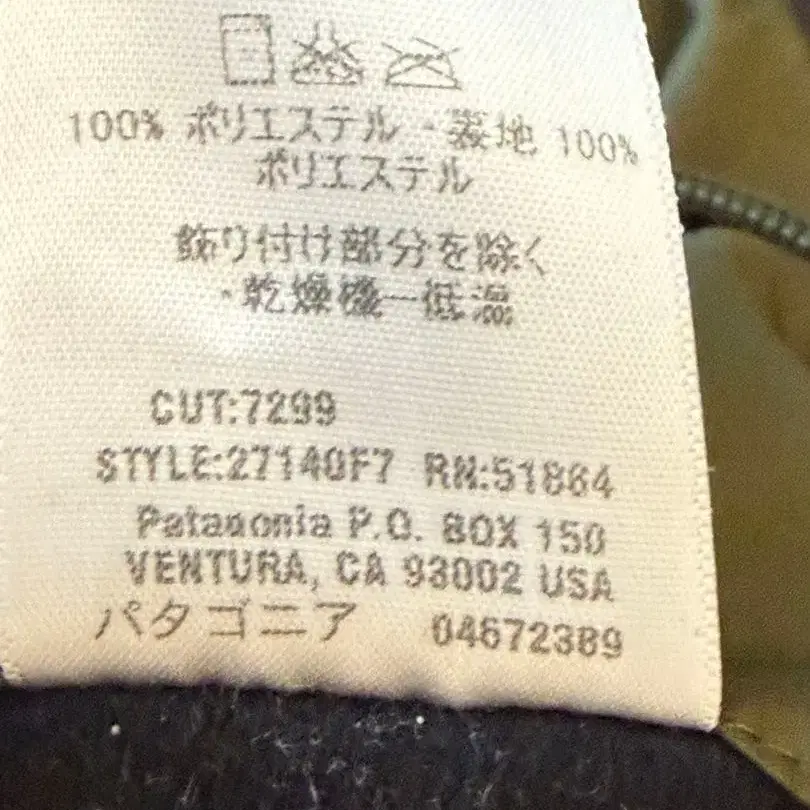 100% ポリエステル・裏地 100%
ポリエステル
飾り付け部分を除く
・乾燥機一低温
CUT:7299
STYLE:27140F7 RN:51884
Patagonia P.O. BOX 150
VENTURA, CA 93002 USA
パタゴニア 04672389